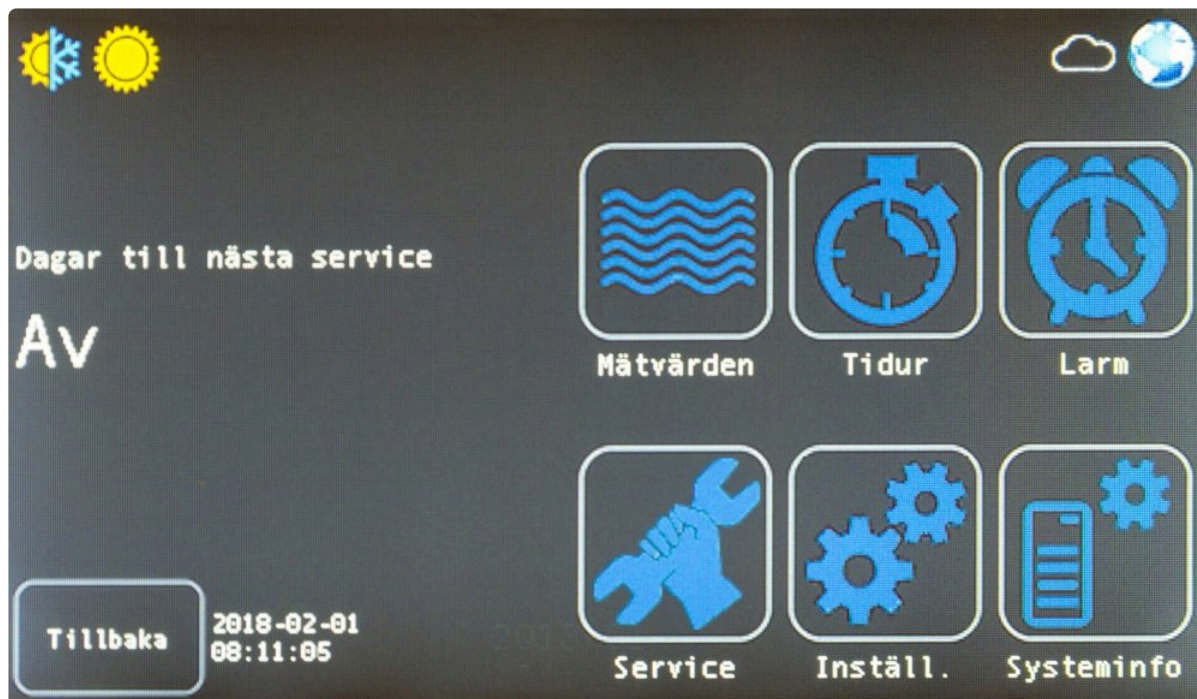 Dagar till nästa service
Av
Mätvärden
Tidur
Larm
Service
Inställ.
Systeminfo
Tillbaka
2018-02-01
08:11:05